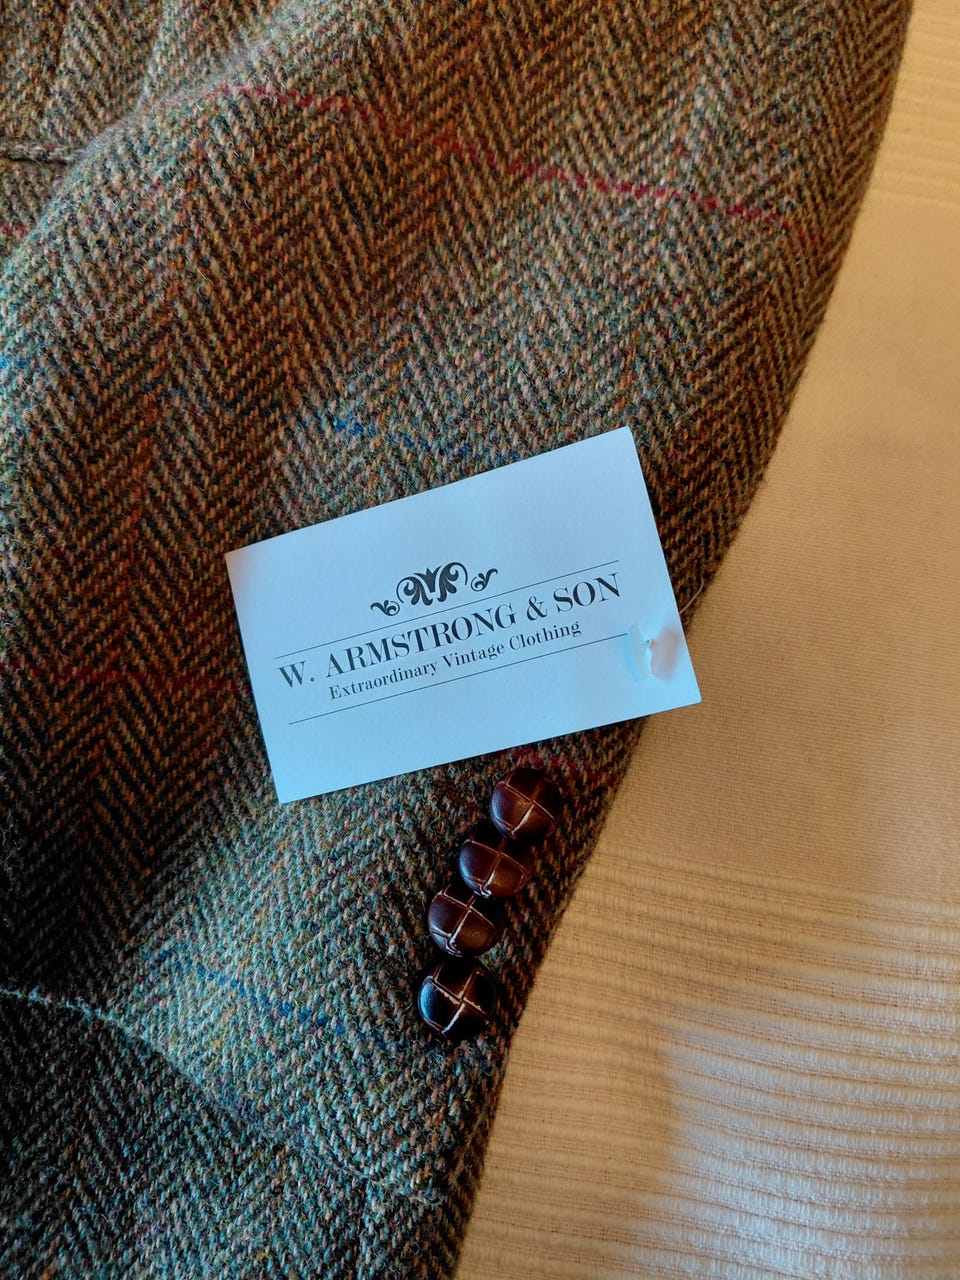 W. ARMSTRONG & SON
Extraordinary Vintage Clothing